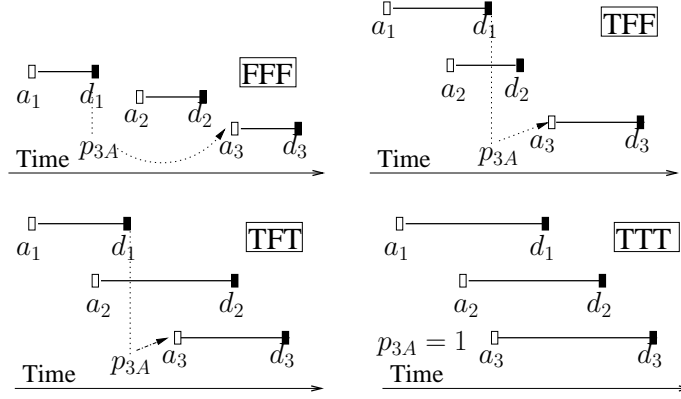 FFF
a₁ d₁ a₂ d₂
a₃ d₃
p₃A
Time
a₁ d₁ TFF
a₂ d₂
a₃ d₃
p₃A
Time
a₁ d₁ TFT
a₂ d₂
p₃A a₃ d₃
Time
a₁ d₁ TTT
a₂ d₂
p₃A = 1 a₃ d₃
Time